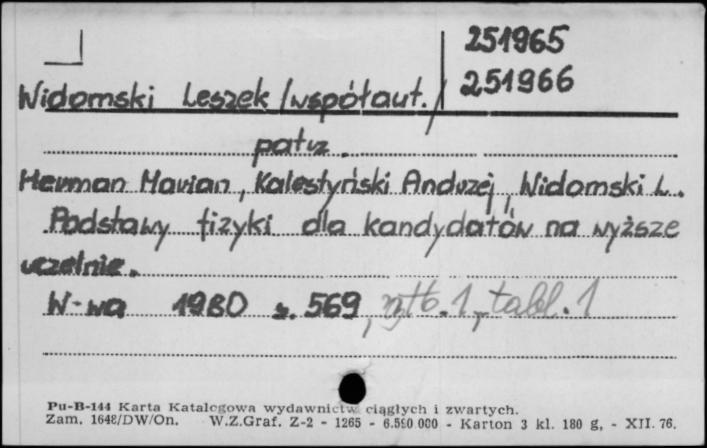 251965
251966
Widomski Leszek /współaut./
patrz.
Herman Marian, Kalestyński Andrzej, Widomski L.
Podstawy fizyki dla kandydatów na wyższe
uczelnie.
W-wa 1980 s. 569, nlb. 1, tabl. 1
Pu-B-144 Karta Katalogowa wydawnictw ciągłych i zwartych.
Zam. 1648/DW/On. W.Z.Graf. Z-2 - 1265 - 6.590 000 - Karton 3 kl. 180 g, - XII. 76.